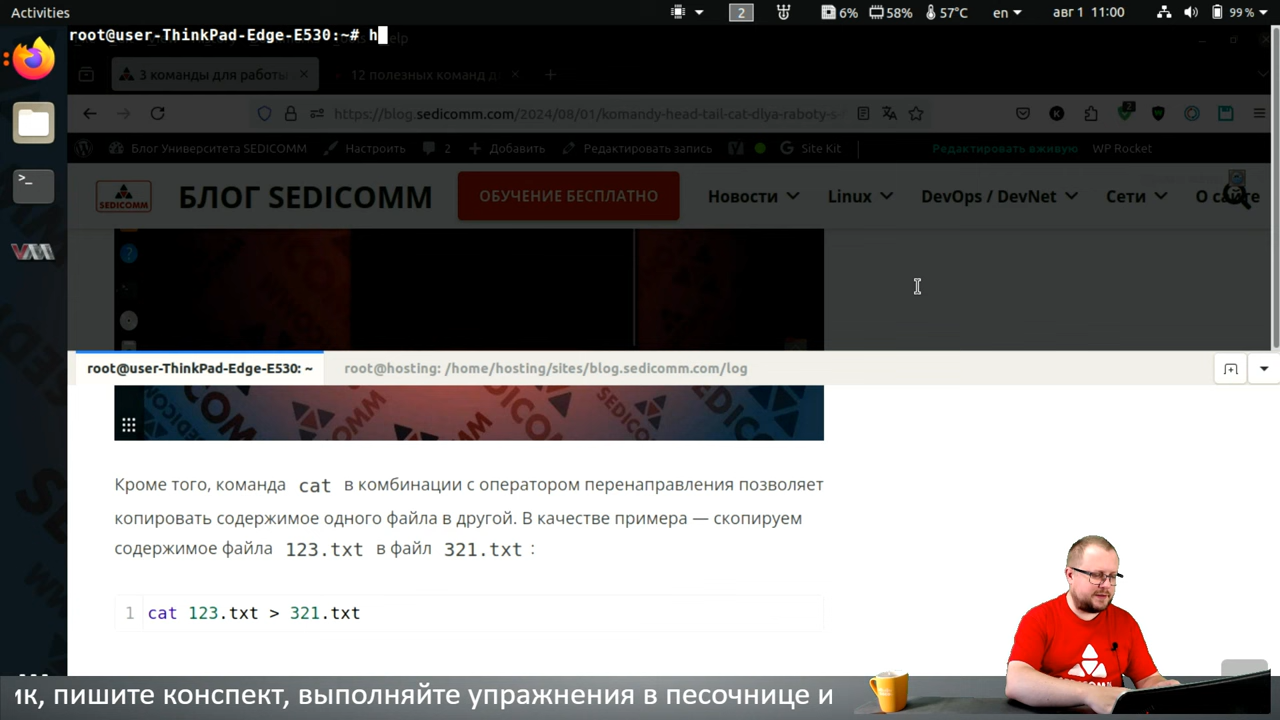 Activities
2
6%
58%
57°C
en
авг 1 11:00
99 %
root@user-ThinkPad-Edge-E530:~# h
elp
3 команды для работы
12 полезных команд д
https://blog.sedicomm.com/2024/08/01/komandy-head-tail-cat-dlya-raboty-s-
2
Блог Университета SEDICOMM
Настроить
2
Добавить
Редактировать запись
Site Kit
Редактировать вживую
WP Rocket
SEDICOMM
БЛОГ SEDICOMM
ОБУЧЕНИЕ БЕСПЛАТНО
Новости
Linux
DevOps / DevNet
Сети
О сайте
root@user-ThinkPad-Edge-E530: ~
root@hosting: /home/hosting/sites/blog.sedicomm.com/log
Кроме того, команда cat в комбинации с оператором перенаправления позволяет
копировать содержимое одного файла в другой. В качестве примера — скопируем
содержимое файла 123.txt в файл 321.txt :
1 cat 123.txt > 321.txt
ик, пишите конспект, выполняйте упражнения в песочнице и